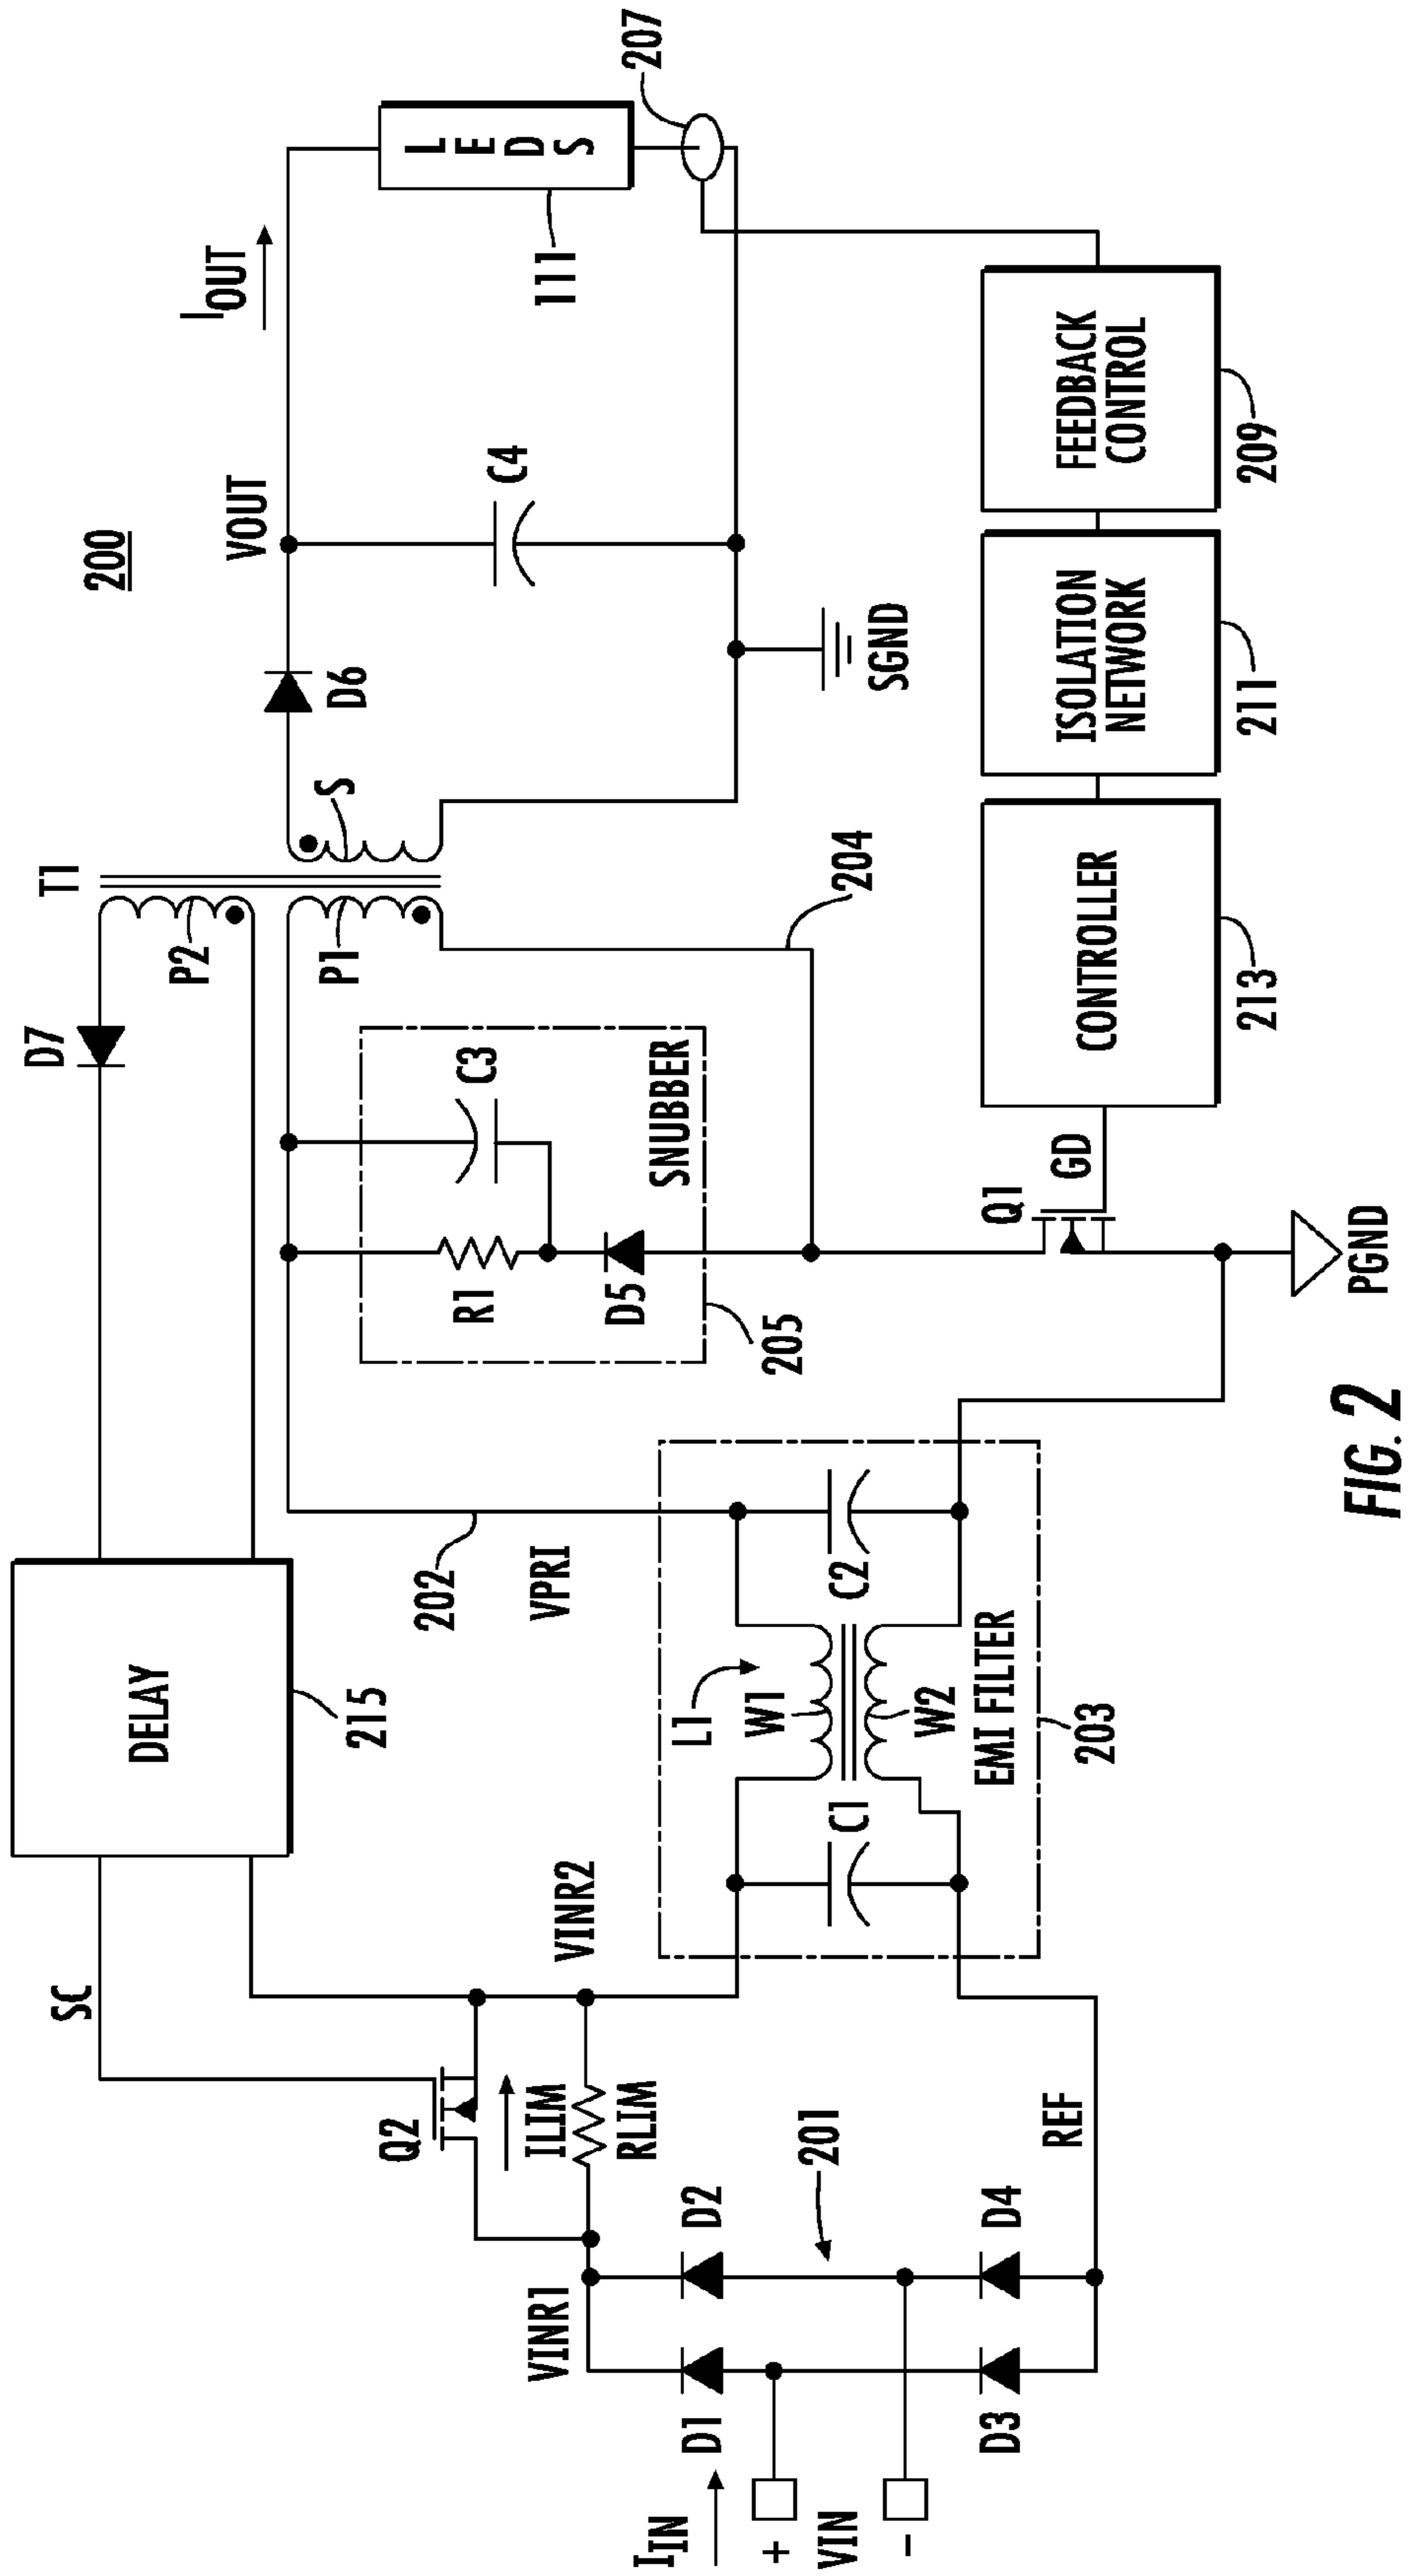 200
T1
D7
P2
P1
S
D6
VOUT
IOUT
C4
LEDS
111
207
SC
DELAY
215
Q2
ILIM
RLIM
VINR1
VINR2
VPRI
202
R1
C3
D5
SNUBBER
205
204
SGND
IIN
+
VIN
-
D1
D2
D3
D4
201
REF
C1
L1
W1
W2
C2
EMI FILTER
203
Q1
GD
PGND
CONTROLLER
213
ISOLATION
NETWORK
211
FEEDBACK
CONTROL
209
FIG. 2